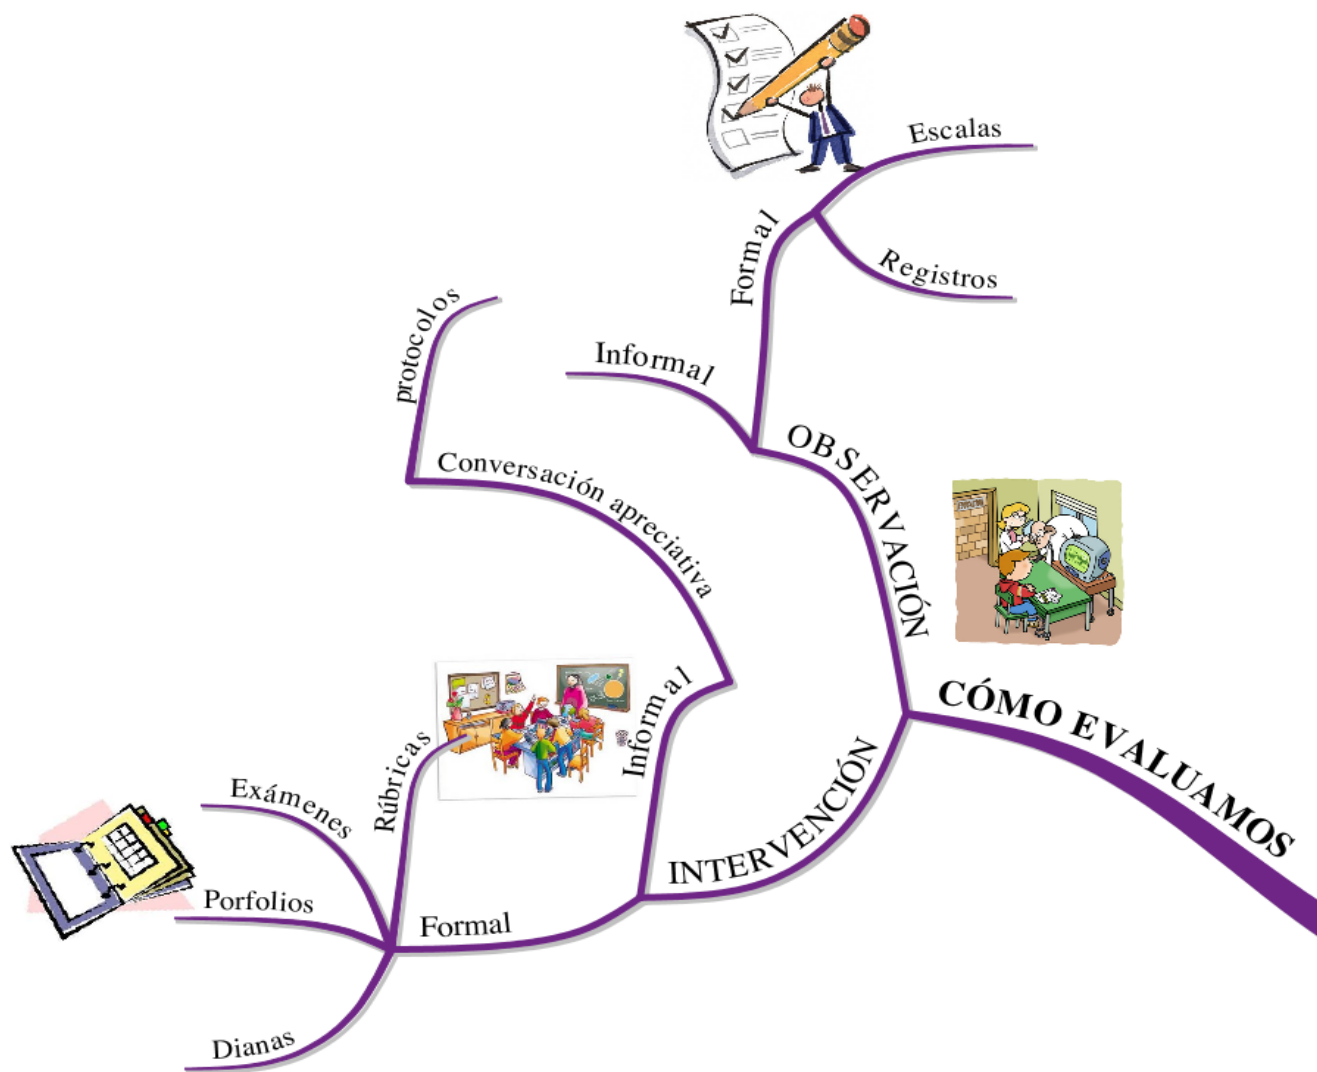 CÓMO EVALUAMOS
OBSERVACIÓN
Formal
Escalas
Registros
Informal
INTERVENCIÓN
Informal
Conversación apreciativa
protocolos
Formal
Rúbricas
Exámenes
Porfolios
Dianas